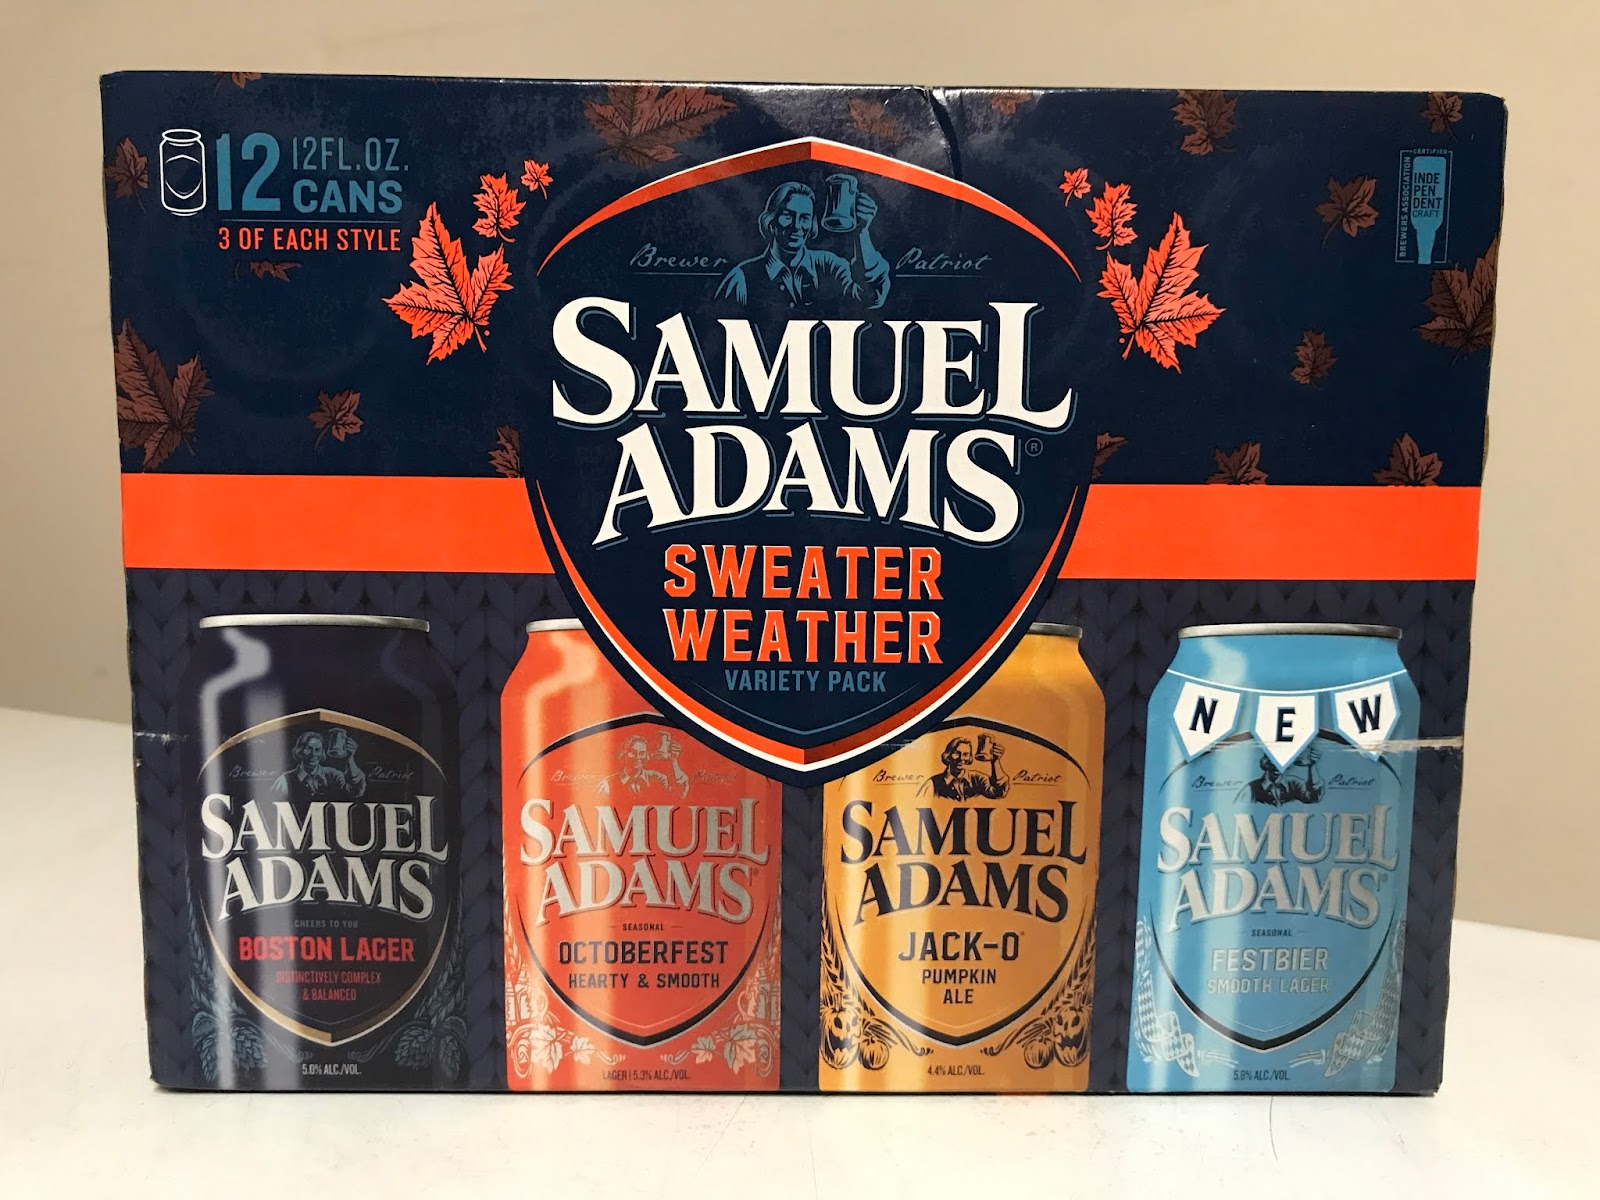 12 12FL.OZ.
CANS
3 OF EACH STYLE
CERTIFIED
INDE
PEN
DENT
CRAFT
BREWERS ASSOCIATION
Brewer Patriot
SAMUEL
ADAMS®
SWEATER
WEATHER
VARIETY PACK
Brewer Patriot
SAMUEL
ADAMS
CHEERS TO YOU
BOSTON LAGER
DISTINCTIVELY COMPLEX
& BALANCED
5.0% ALC./VOL.
Brewer Patriot
SAMUEL
ADAMS®
SEASONAL
OCTOBERFEST
HEARTY & SMOOTH
LAGER | 5.3% ALC./VOL.
Brewer Patriot
SAMUEL
ADAMS
JACK-O®
PUMPKIN
ALE
4.4% ALC./VOL.
NEW
Brewer Patriot
SAMUEL
ADAMS®
SEASONAL
FESTBIER
SMOOTH LAGER
5.8% ALC./VOL.